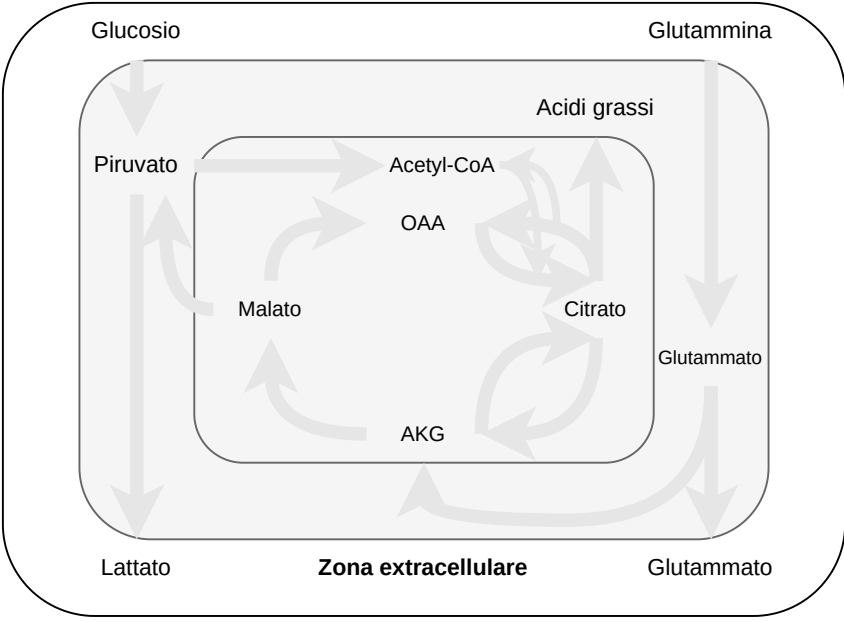 Glucosio
Glutammina
Acidi grassi
Piruvato
Acetyl-CoA
OAA
Malato
Citrato
Glutammato
AKG
Lattato
Zona extracellulare
Glutammato